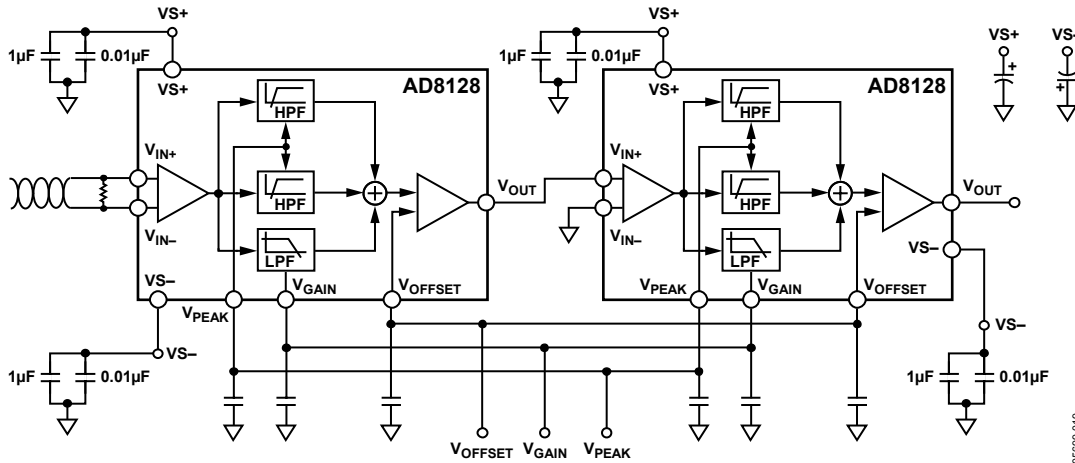 VS+
1µF
0.01µF
VS+
AD8128
HPF
VIN+
HPF
VIN–
LPF
VS–
VPEAK
VGAIN
VOFFSET
VOUT
VS–
1µF
0.01µF
VS+
1µF
0.01µF
VS+
AD8128
HPF
VIN+
HPF
VIN–
LPF
VOUT
VS–
VPEAK
VGAIN
VOFFSET
VS–
1µF
0.01µF
VS+
+
VS–
+
VOFFSET
VGAIN
VPEAK